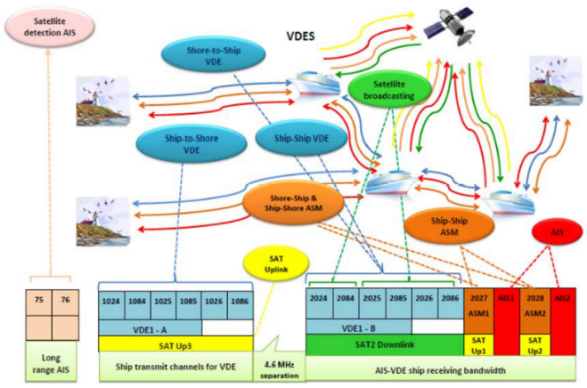 Satellite
detection AIS
VDES
Shore-to-Ship
VDE
Satellite
broadcasting
Ship-to-Shore
VDE
Ship-Ship VDE
Shore-Ship &
Ship-Shore ASM
Ship-Ship
ASM
AIS
SAT
Uplink
75 76
Long
range AIS
1024 1084 1025 1085 1026 1086
VDE1 - A
SAT Up3
Ship transmit channels for VDE
4.6 MHz
separation
2024 2084 2025 2085 2026 2086
VDE1 - B
SAT2 Downlink
2027
ASM1
AIS1
2028
ASM2
AIS2
SAT
Up1
SAT
Up2
AIS-VDE ship receiving bandwidth